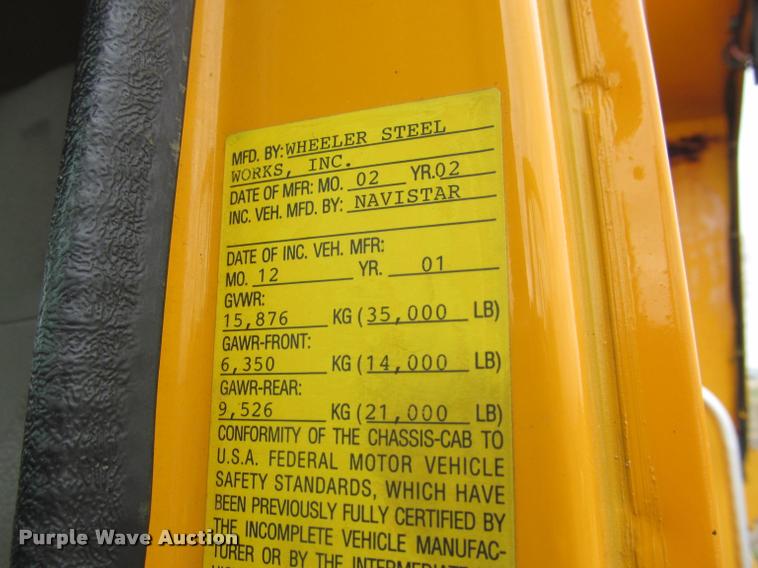 MFD. BY: WHEELER STEEL
WORKS, INC.
DATE OF MFR: MO. 02 YR. 02
INC. VEH. MFD. BY: NAVISTAR
DATE OF INC. VEH. MFR:
MO. 12 YR. 01
GVWR:
15,876 KG (35,000 LB)
GAWR-FRONT:
6,350 KG (14,000 LB)
GAWR-REAR:
9,526 KG (21,000 LB)
CONFORMITY OF THE CHASSIS-CAB TO
U.S.A. FEDERAL MOTOR VEHICLE
SAFETY STANDARDS, WHICH HAVE
BEEN PREVIOUSLY FULLY CERTIFIED BY
THE INCOMPLETE VEHICLE MANUFAC-
TURER OR BY THE INTERMEDIATE
Purple Wave Auction